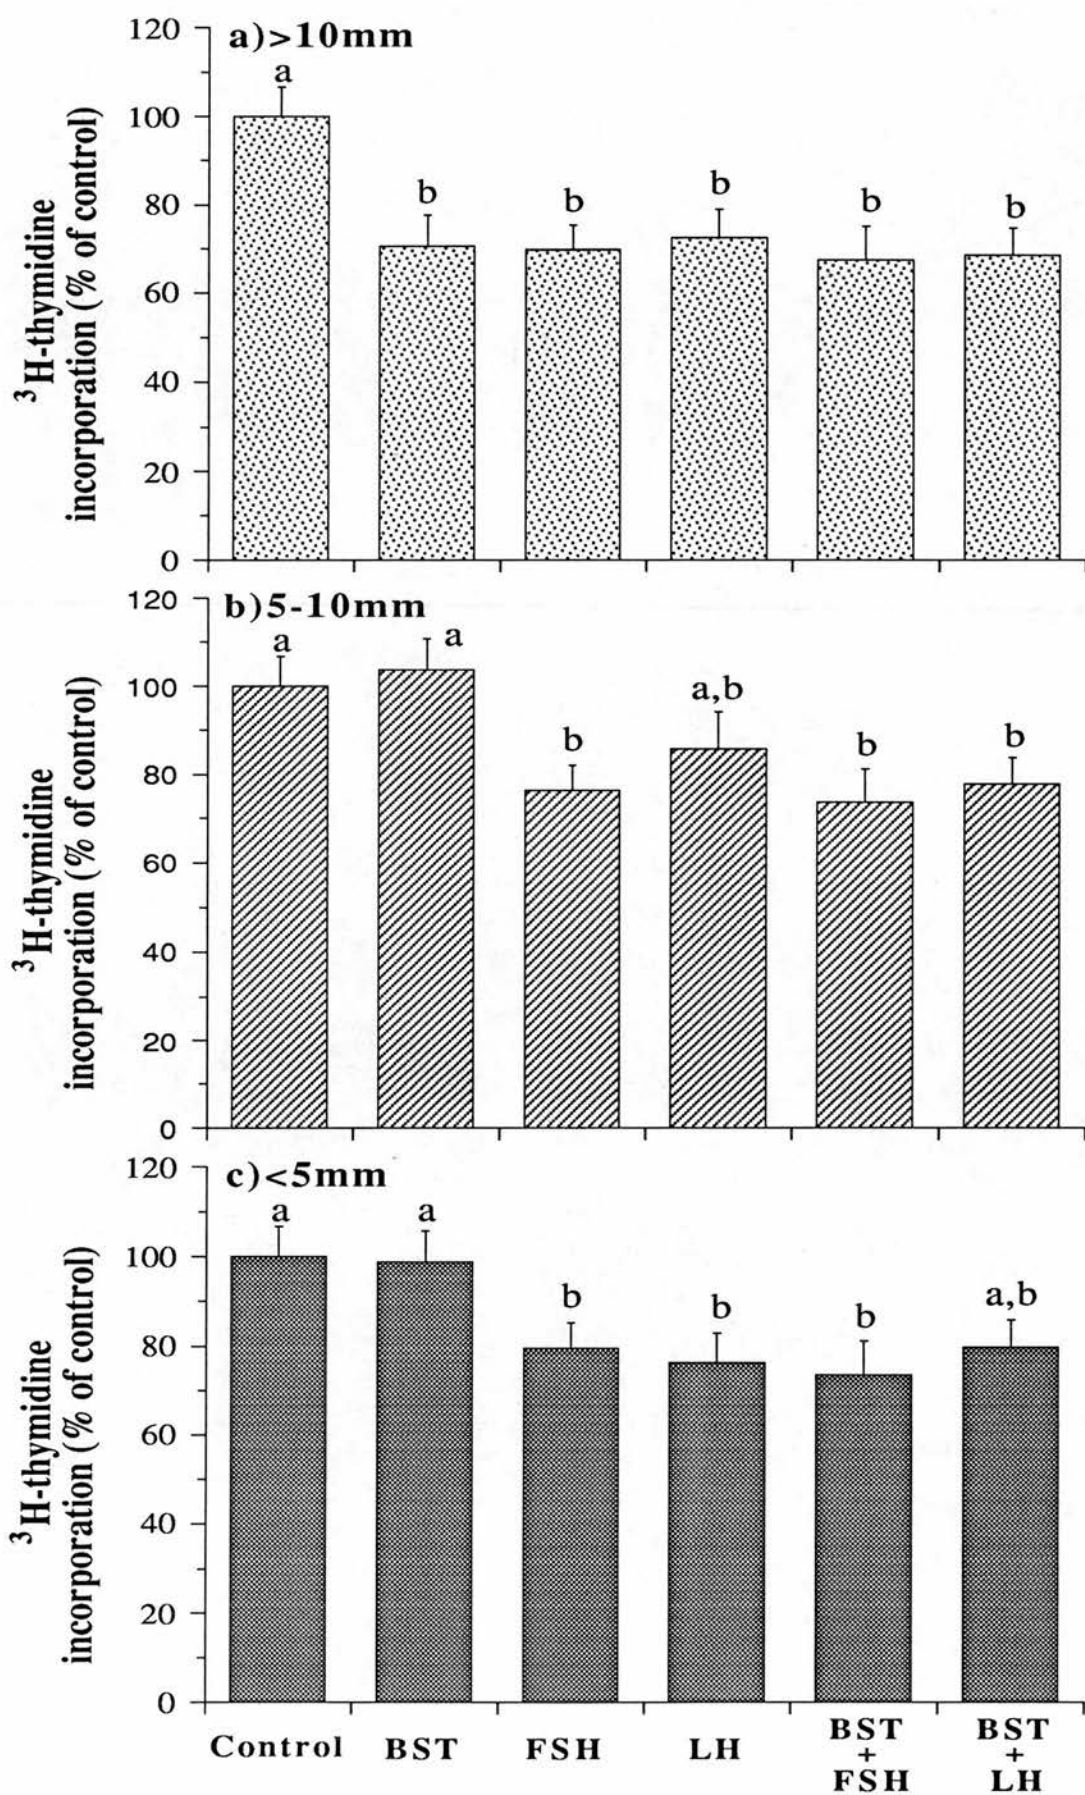 a)>10mm
120
100
80
60
40
20
0
³H-thymidine
incorporation (% of control)
a
b
b
b
b
b
b)5-10mm
120
100
80
60
40
20
0
³H-thymidine
incorporation (% of control)
a
a
b
a,b
b
b
c)<5mm
120
100
80
60
40
20
0
³H-thymidine
incorporation (% of control)
a
a
b
b
b
a,b
Control
BST
FSH
LH
BST
+
FSH
BST
+
LH